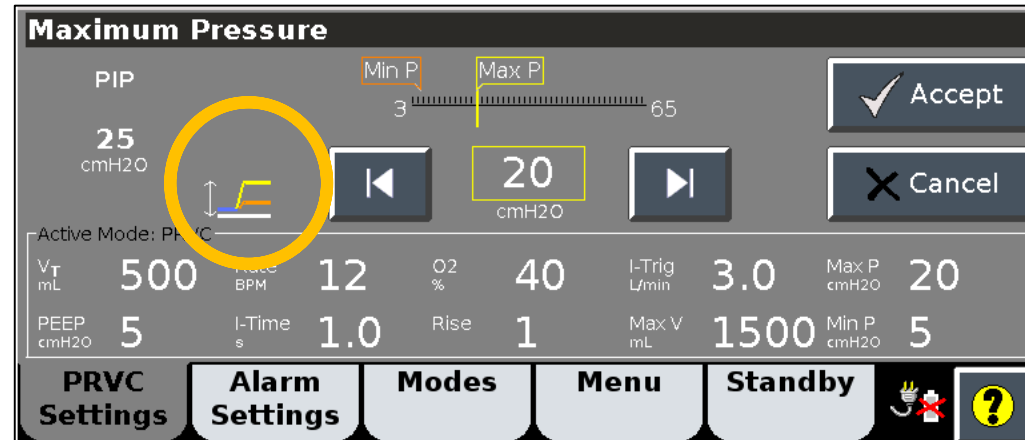 Maximum Pressure
PIP
25
cmH2O
Min P
Max P
3
65
20
cmH2O
Accept
Cancel
Active Mode: PRVC
VT mL 500 Rate BPM 12 O2 % 40 I-Trig L/min 3.0 Max P cmH2O 20
PEEP cmH2O 5 I-Time s 1.0 Rise 1 Max V mL 1500 Min P cmH2O 5
PRVC Settings
Alarm Settings
Modes
Menu
Standby
?